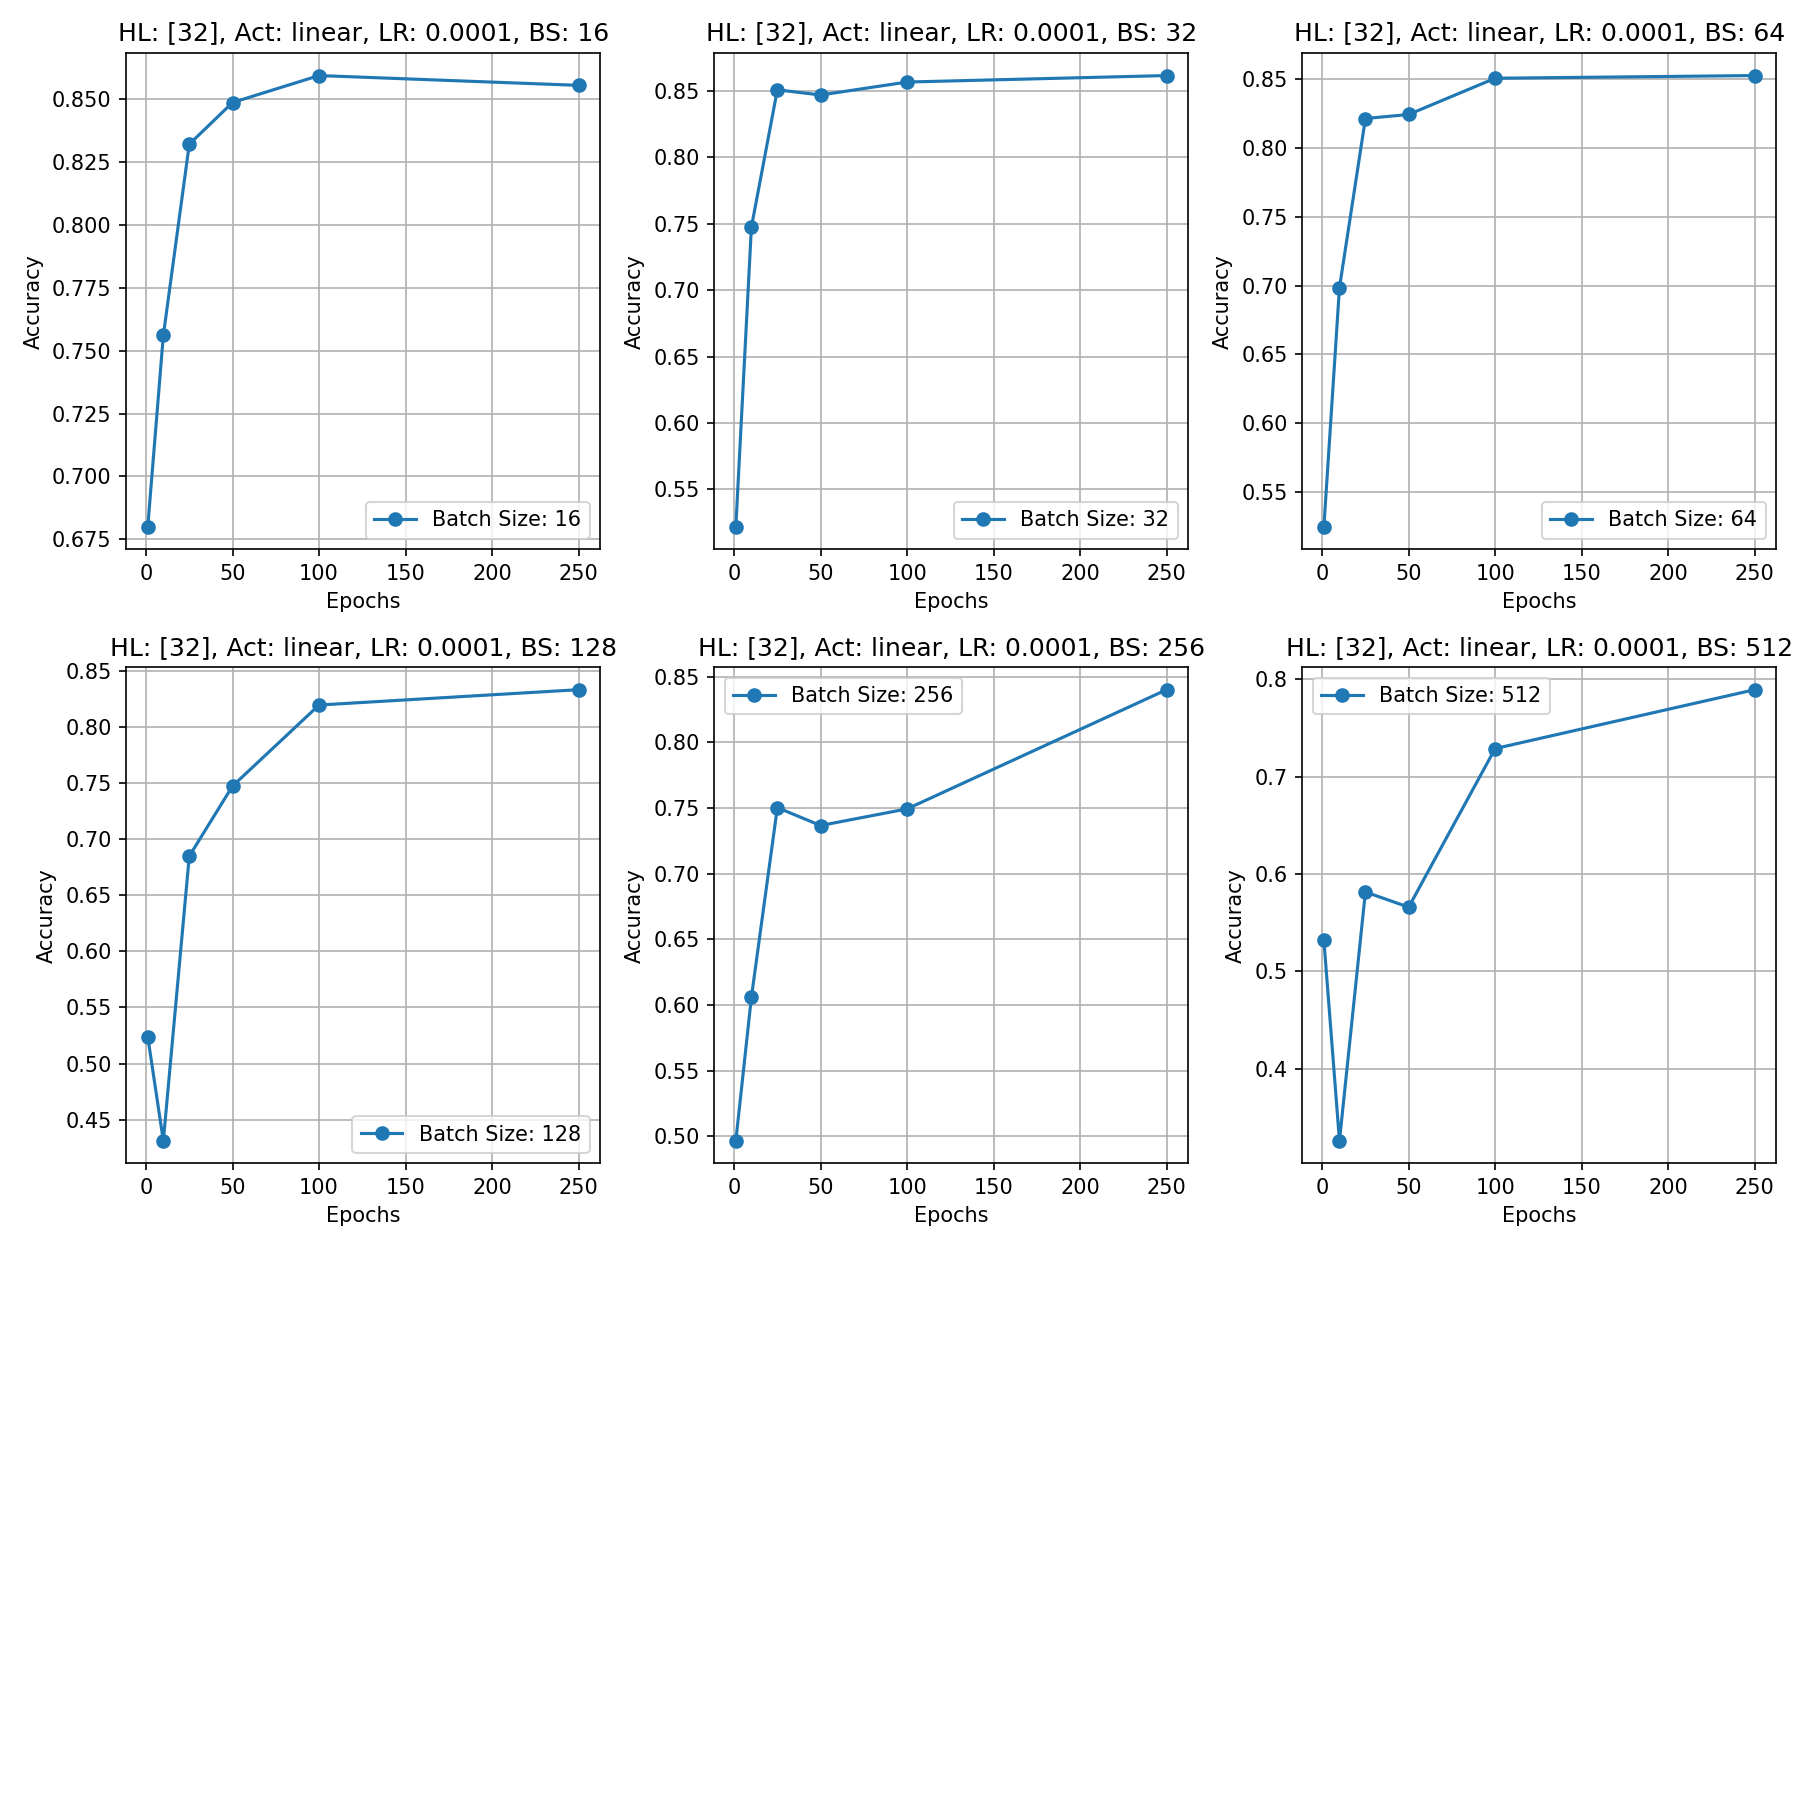 HL: [32], Act: linear, LR: 0.0001, BS: 16
0.850
0.825
0.800
0.775
0.750
0.725
0.700
0.675
Accuracy
Batch Size: 16
0 50 100 150 200 250
Epochs
HL: [32], Act: linear, LR: 0.0001, BS: 32
0.85
0.80
0.75
0.70
0.65
0.60
0.55
Accuracy
Batch Size: 32
0 50 100 150 200 250
Epochs
HL: [32], Act: linear, LR: 0.0001, BS: 64
0.85
0.80
0.75
0.70
0.65
0.60
0.55
Accuracy
Batch Size: 64
0 50 100 150 200 250
Epochs
HL: [32], Act: linear, LR: 0.0001, BS: 128
0.85
0.80
0.75
0.70
0.65
0.60
0.55
0.50
0.45
Accuracy
Batch Size: 128
0 50 100 150 200 250
Epochs
HL: [32], Act: linear, LR: 0.0001, BS: 256
Batch Size: 256
0.85
0.80
0.75
0.70
0.65
0.60
0.55
0.50
Accuracy
0 50 100 150 200 250
Epochs
HL: [32], Act: linear, LR: 0.0001, BS: 512
Batch Size: 512
0.8
0.7
0.6
0.5
0.4
Accuracy
0 50 100 150 200 250
Epochs